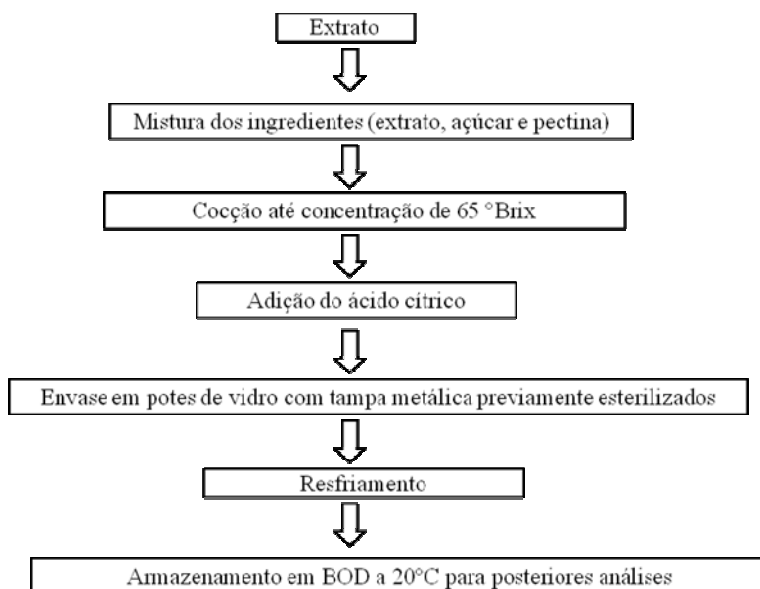 Extrato
Mistura dos ingredientes (extrato, açúcar e pectina)
Cocção até concentração de 65 °Brix
Adição do ácido cítrico
Envase em potes de vidro com tampa metálica previamente esterilizados
Resfriamento
Armazenamento em BOD a 20°C para posteriores análises